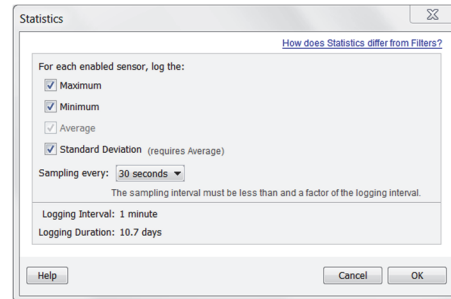 Statistics
How does Statistics differ from Filters?
For each enabled sensor, log the:
Maximum
Minimum
Average
Standard Deviation (requires Average)
Sampling every: 30 seconds
The sampling interval must be less than and a factor of the logging interval.
Logging Interval: 1 minute
Logging Duration: 10.7 days
Help Cancel OK